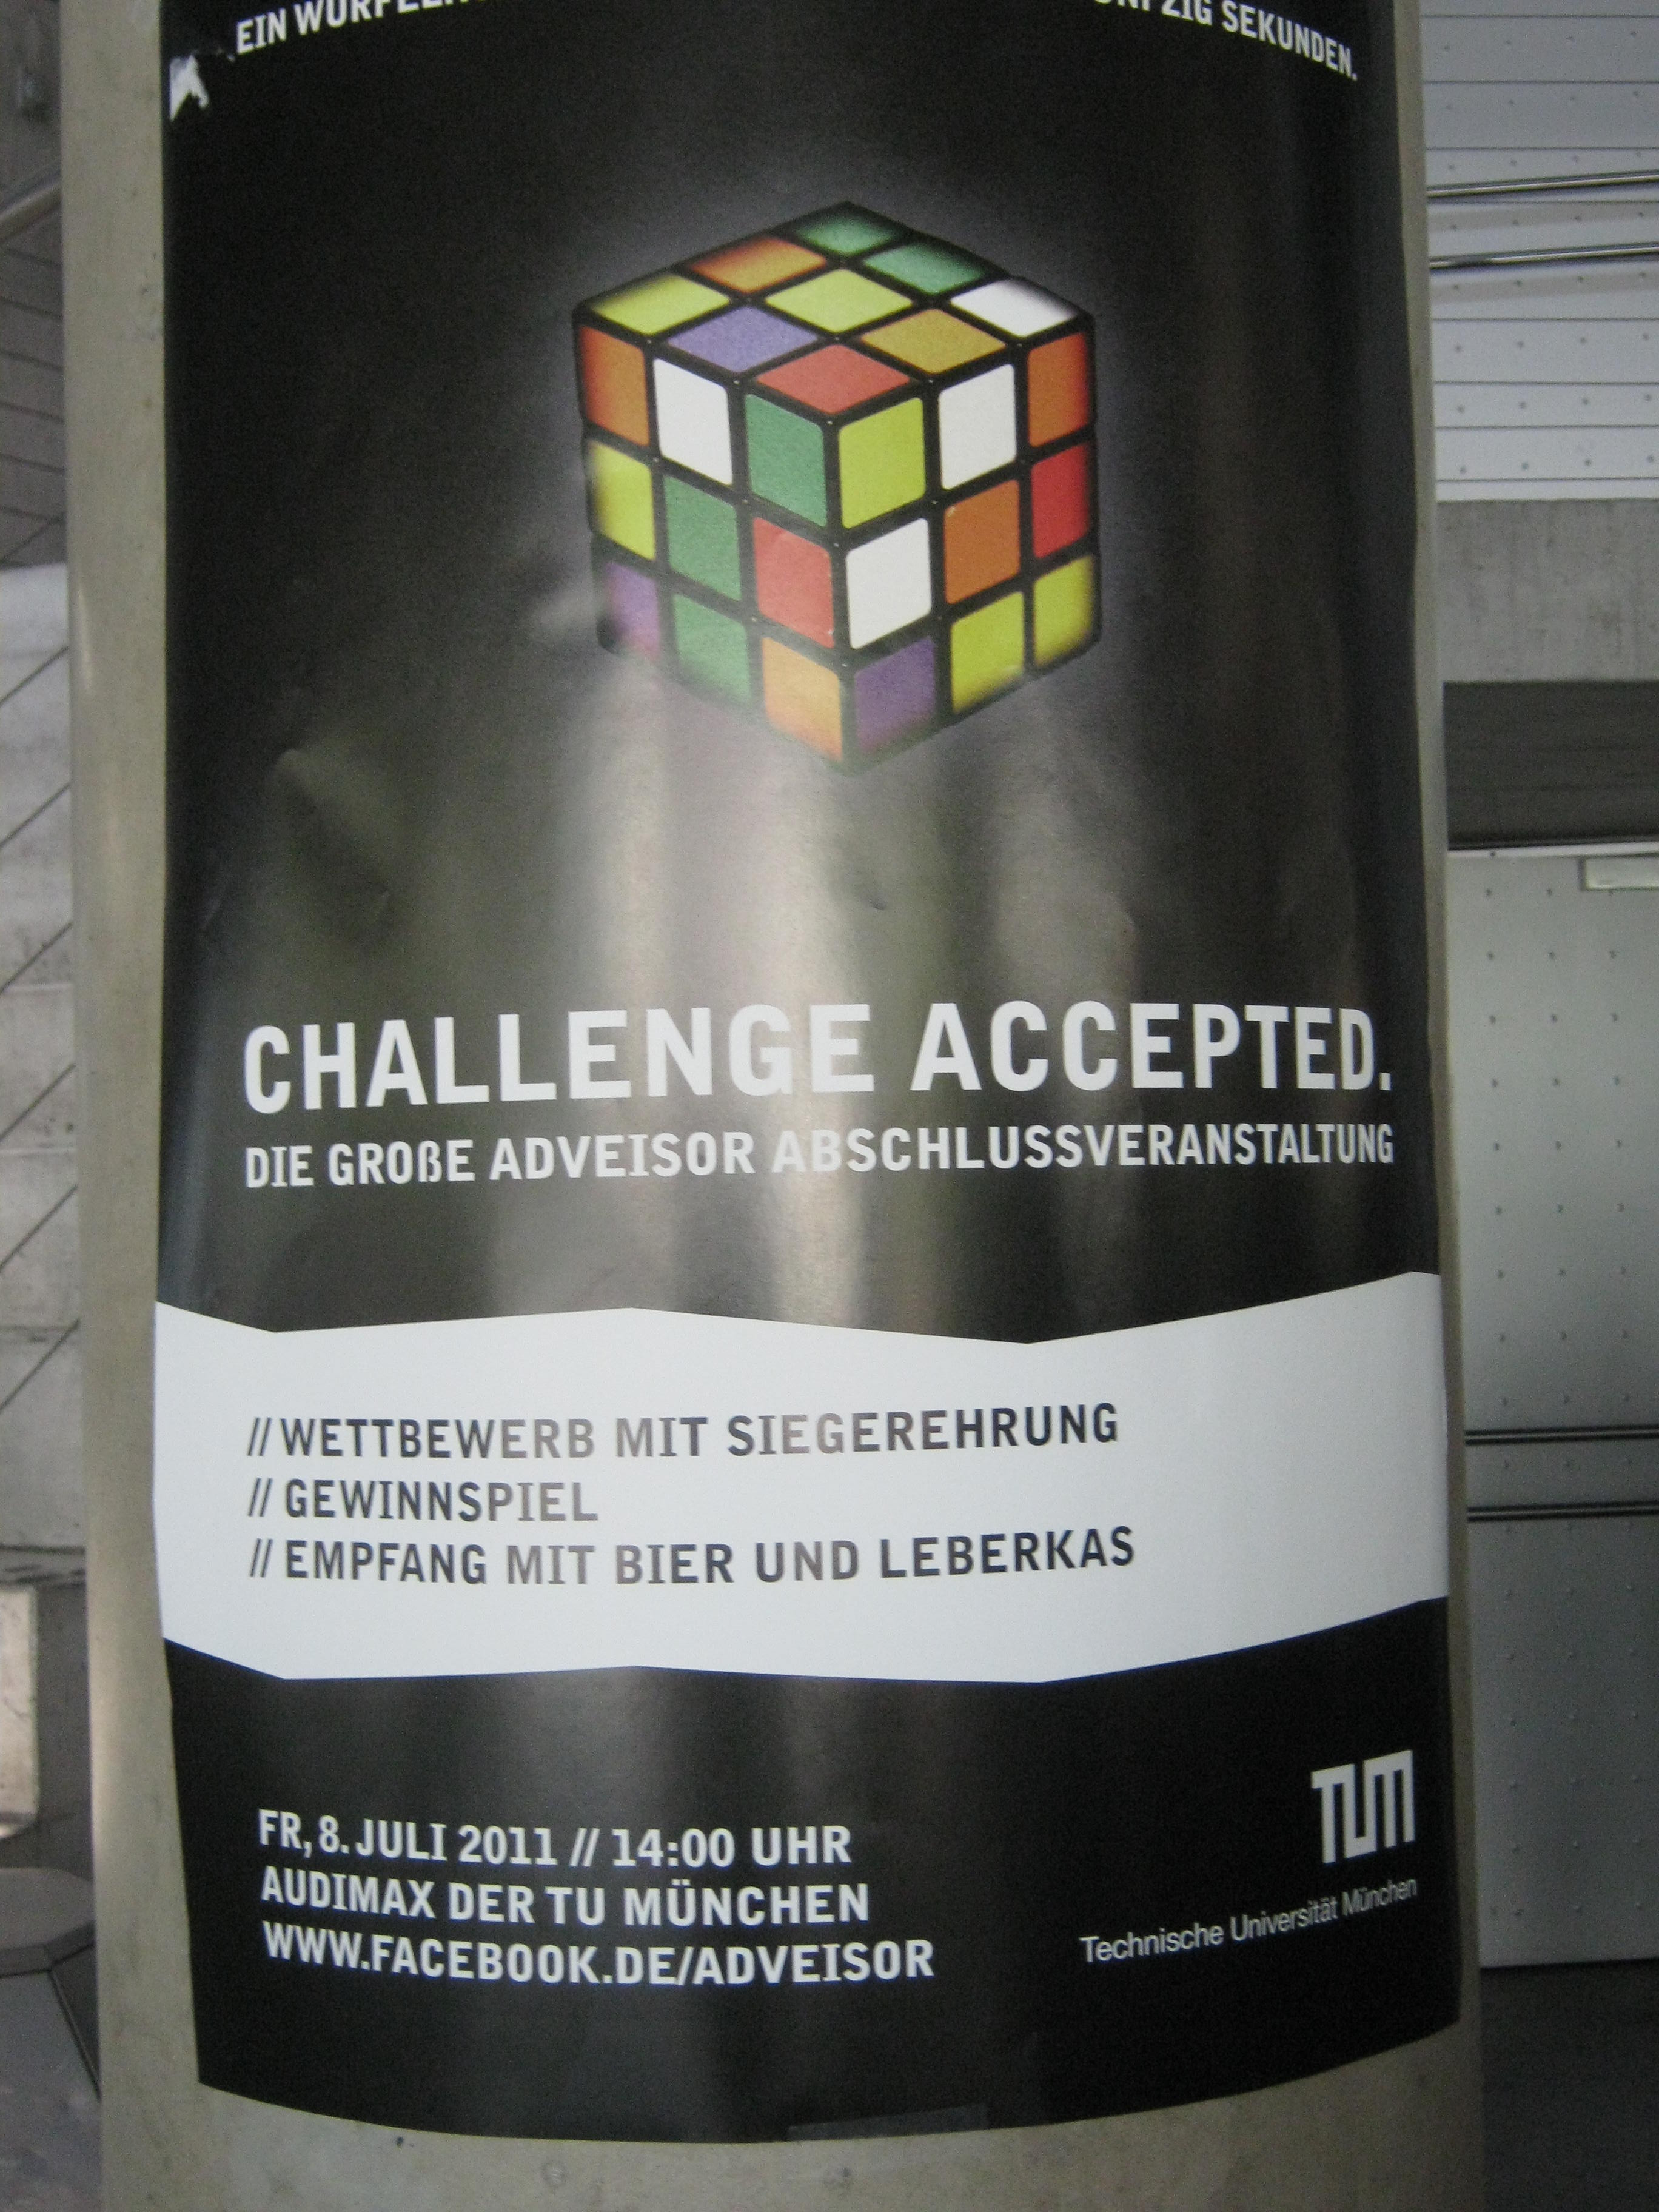 EIN
ZIG SEKUNDEN.
CHALLENGE ACCEPTED.
DIE GROßE ADVEISOR ABSCHLUSSVERANSTALTUNG
// WETTBEWERB MIT SIEGEREHRUNG
// GEWINNSPIEL
// EMPFANG MIT BIER UND LEBERKAS
FR, 8. JULI 2011 // 14:00 UHR
AUDIMAX DER TU MÜNCHEN
WWW.FACEBOOK.DE/ADVEISOR
TUM
Technische Universität München